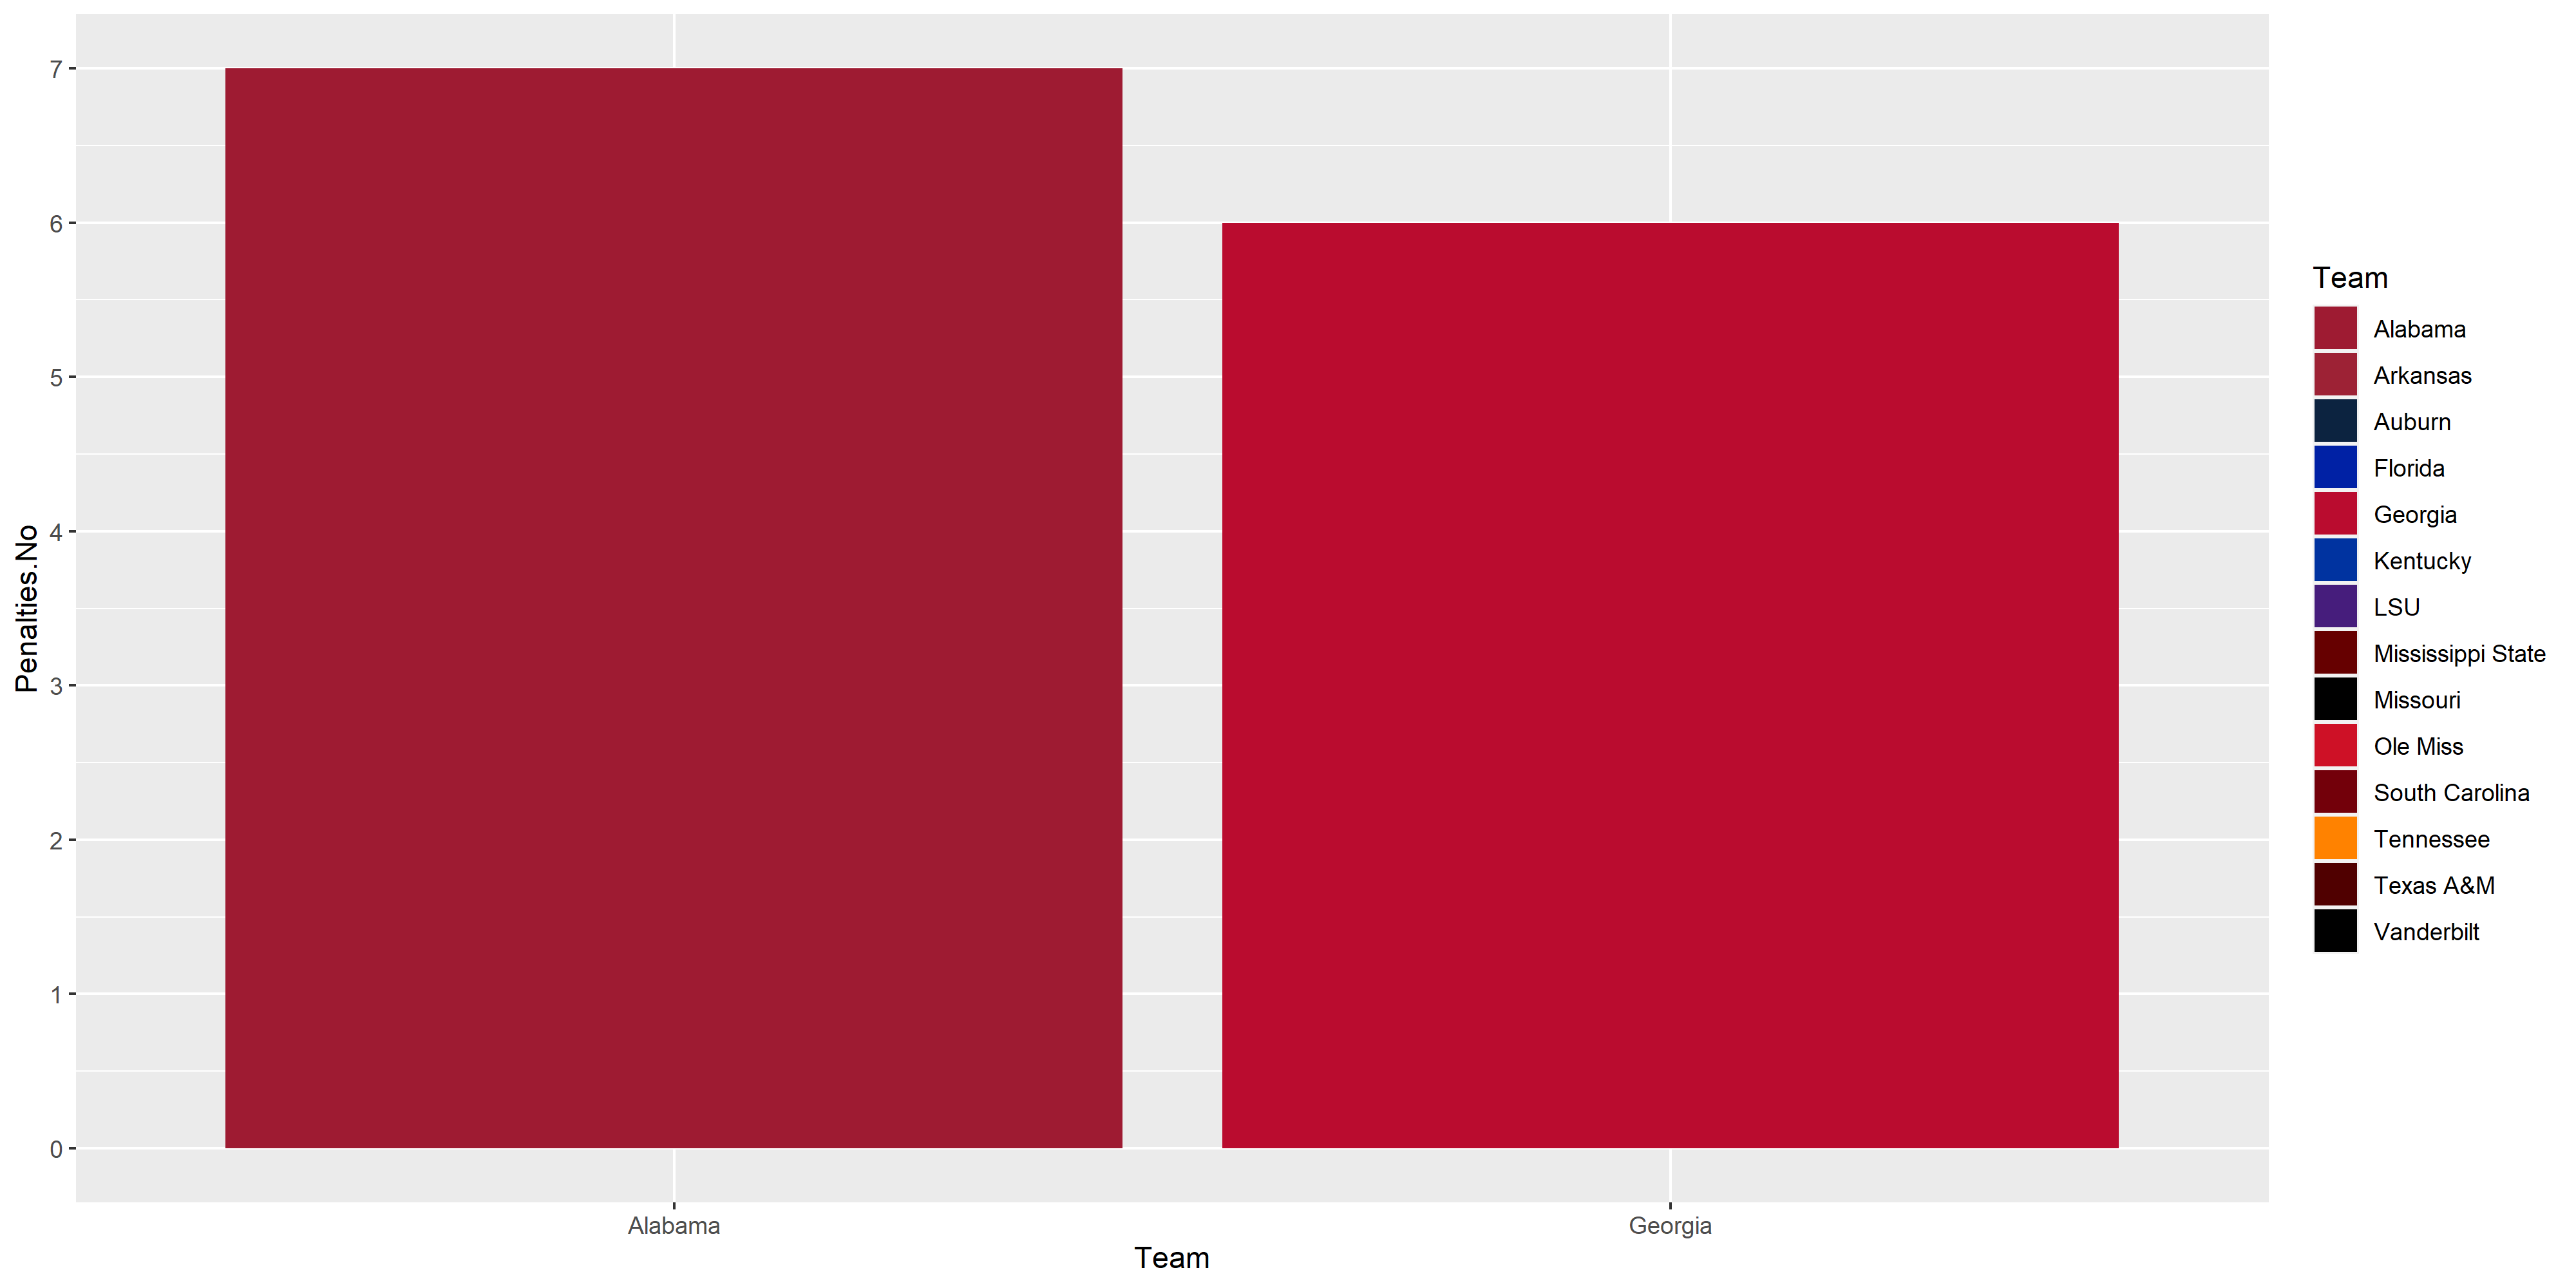 Penalties.No
7
6
5
4
3
2
1
0
Alabama
Georgia
Team
Team
Alabama
Arkansas
Auburn
Florida
Georgia
Kentucky
LSU
Mississippi State
Missouri
Ole Miss
South Carolina
Tennessee
Texas A&M
Vanderbilt